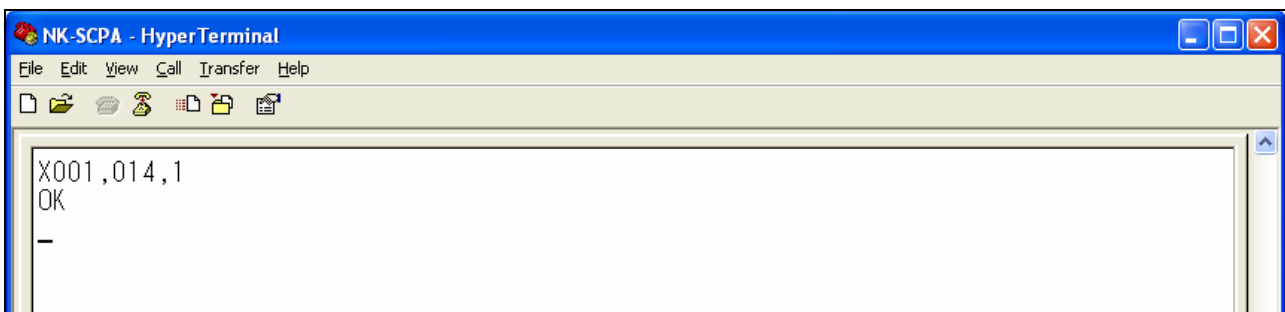 NK-SCPA - HyperTerminal
File Edit View Call Transfer Help
X001,014,1
OK